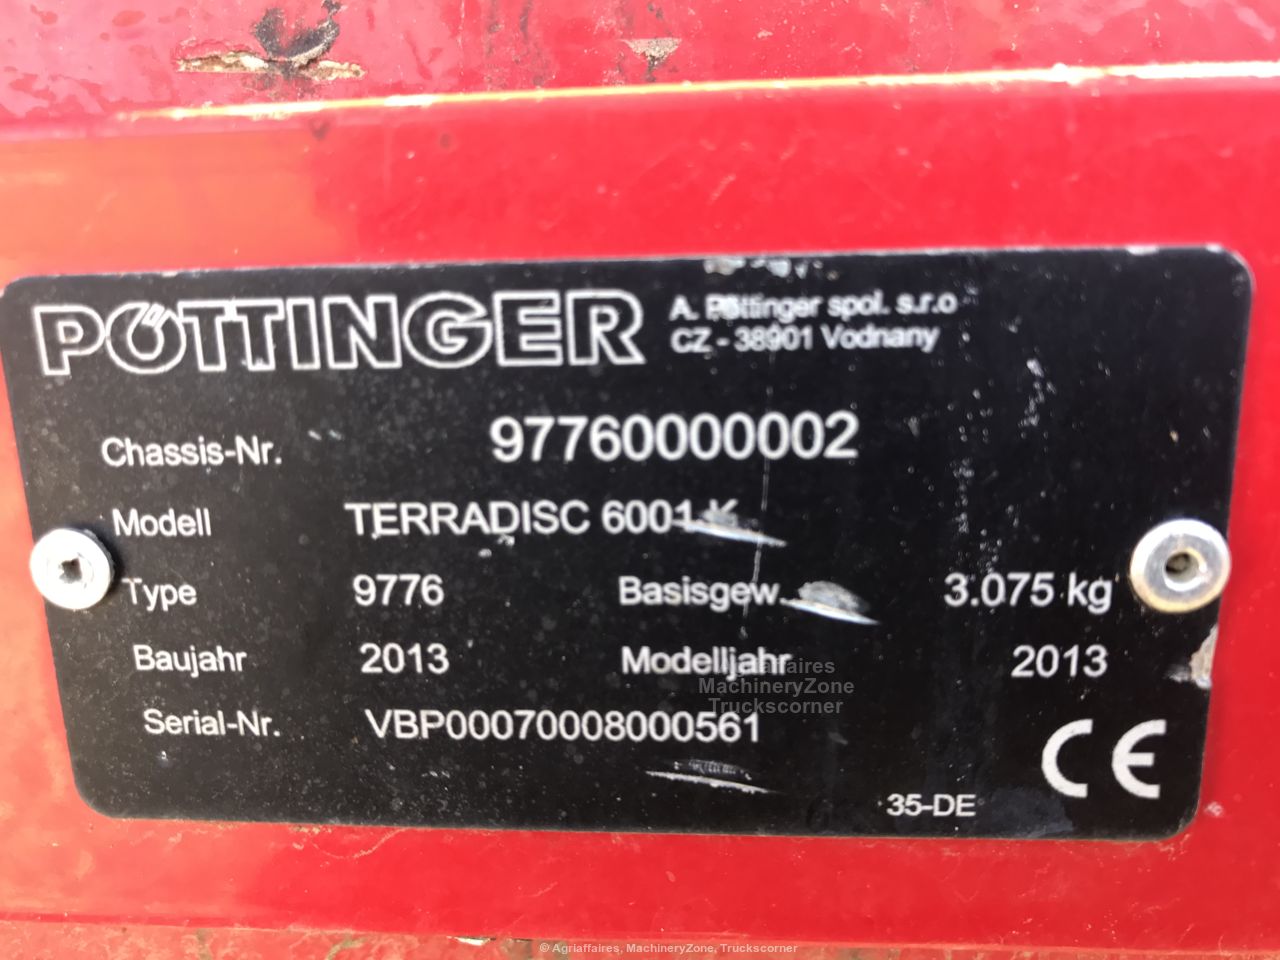 PÖTTINGER
A. Pöttinger spol. s.r.o
CZ - 38901 Vodnany
Chassis-Nr. 97760000002
Modell TERRADISC 6001 K
Type 9776 Basisgew. 3.075 kg
Baujahr 2013 Modelljahr 2013
Serial-Nr. VBP00070008000561
CE
35-DE
Agriaffaires
MachineryZone
Truckscorner
© Agriaffaires, MachineryZone, Truckscorner